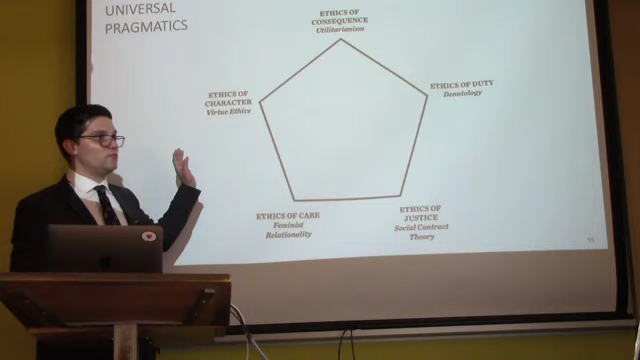 UNIVERSAL
PRAGMATICS
ETHICS OF
CONSEQUENCE
Utilitarianism
ETHICS OF
CHARACTER
Virtue Ethics
ETHICS OF DUTY
Deontology
ETHICS OF CARE
Feminist
Relationality
ETHICS OF
JUSTICE
Social Contract
Theory